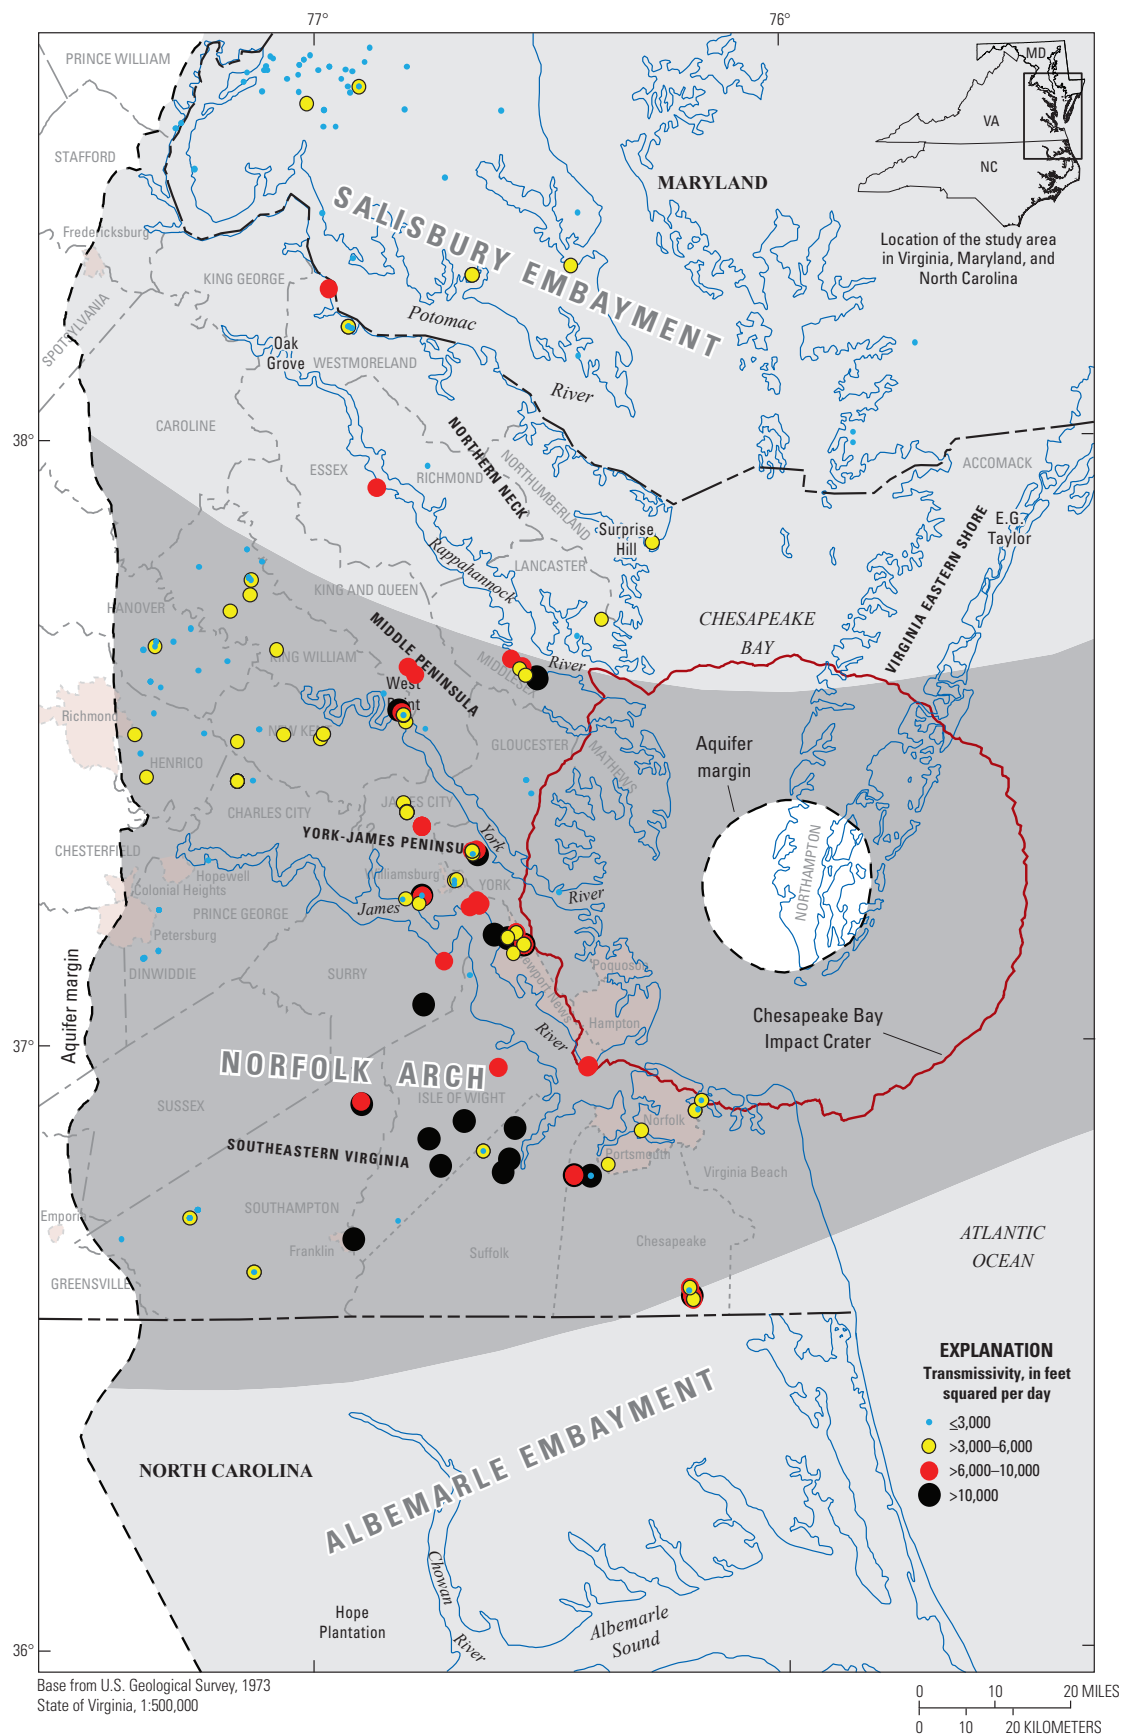 77°
76°
PRINCE WILLIAM
MD
VA
NC
STAFFORD
MARYLAND
SALISBURY EMBAYMENT
Location of the study area
in Virginia, Maryland, and
North Carolina
Fredericksburg
KING GEORGE
SPOTSYLVANIA
Potomac
River
Oak
Grove
WESTMORELAND
38°
CAROLINE
ESSEX
RICHMOND
NORTHERN NECK
NORTHUMBERLAND
ACCOMACK
E.G.
Taylor
Surprise
Hill
Rappahannock
River
LANCASTER
KING AND QUEEN
HANOVER
CHESAPEAKE
BAY
VIRGINIA EASTERN SHORE
MIDDLE PENINSULA
KING WILLIAM
MIDDLESEX
West
Point
Richmond
NEW KENT
GLOUCESTER
MATHEWS
Aquifer
margin
HENRICO
CHARLES CITY
JAMES CITY
YORK-JAMES PENINSULA
York
River
CHESTERFIELD
Hopewell
Colonial Heights
Williamsburg
YORK
NORTHAMPTON
PRINCE GEORGE
James
River
Petersburg
DINWIDDIE
SURRY
Newport News
Poquoson
Hampton
Chesapeake Bay
Impact Crater
Aquifer margin
37°
NORFOLK ARCH
ISLE OF WIGHT
SUSSEX
Norfolk
SOUTHEASTERN VIRGINIA
Portsmouth
Virginia Beach
SOUTHAMPTON
Emporia
Franklin
Suffolk
Chesapeake
ATLANTIC
OCEAN
GREENSVILLE
EXPLANATION
Transmissivity, in feet
squared per day
≤3,000
>3,000–6,000
>6,000–10,000
>10,000
ALBEMARLE EMBAYMENT
NORTH CAROLINA
Chowan
River
Hope
Plantation
Albemarle
Sound
36°
Base from U.S. Geological Survey, 1973
State of Virginia, 1:500,000
0 10 20 MILES
0 10 20 KILOMETERS